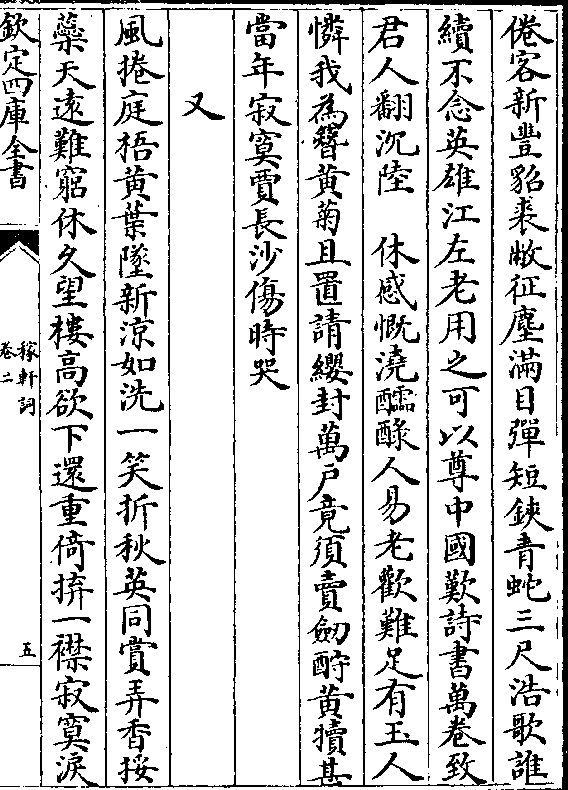 倦客新豐貂裘敝征塵滿目彈短鋏青蛇三尺浩歌誰
續不念英雄江左老用之可以尊中國歎詩書萬卷致
君人翻沉陸　休感慨澆醽醁人易老歡難足有玉人
憐我為簪黄菊且置請纓封萬户竟須賣劒酧黄犢甚
當年寂寞賈長沙傷時哭
又
風捲庭梧黄葉墜新涼如洗一笑折秋英同賞弄香挼
蘂天逺難窮休久望樓髙欲下還重倚拚一襟寂寞淚
欽定四庫全書
稼軒詞
卷二
五